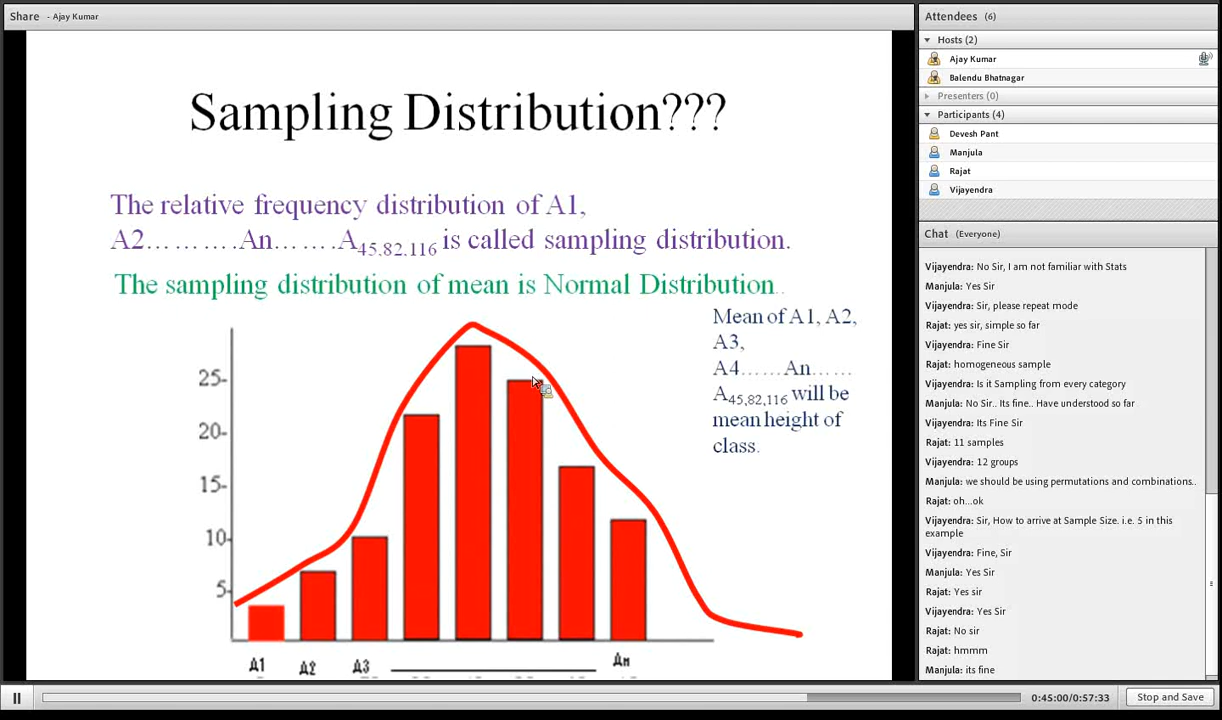 Share - Ajay Kumar
Sampling Distribution???
The relative frequency distribution of A1,
A2……….An…….A45,82,116 is called sampling distribution.
The sampling distribution of mean is Normal Distribution..
Mean of A1, A2,
A3,
A4……An……
A45,82,116 will be
mean height of
class.
25-
20-
15-
10-
5-
A1 A2 A3 An
Attendees (6)
Hosts (2)
Ajay Kumar
Balendu Bhatnagar
Presenters (0)
Participants (4)
Devesh Pant
Manjula
Rajat
Vijayendra
Chat (Everyone)
Vijayendra: No Sir, I am not familiar with Stats
Manjula: Yes Sir
Vijayendra: Sir, please repeat mode
Rajat: yes sir, simple so far
Vijayendra: Fine Sir
Rajat: homogeneous sample
Vijayendra: Is it Sampling from every category
Manjula: No Sir.. Its fine.. Have understood so far
Vijayendra: Its Fine Sir
Rajat: 11 samples
Vijayendra: 12 groups
Manjula: we should be using permutations and combinations..
Rajat: oh...ok
Vijayendra: Sir, How to arrive at Sample Size. i.e. 5 in this
example
Vijayendra: Fine, Sir
Manjula: Yes Sir
Rajat: Yes sir
Vijayendra: Yes Sir
Rajat: No sir
Rajat: hmmm
Manjula: its fine
0:45:00/0:57:33
Stop and Save